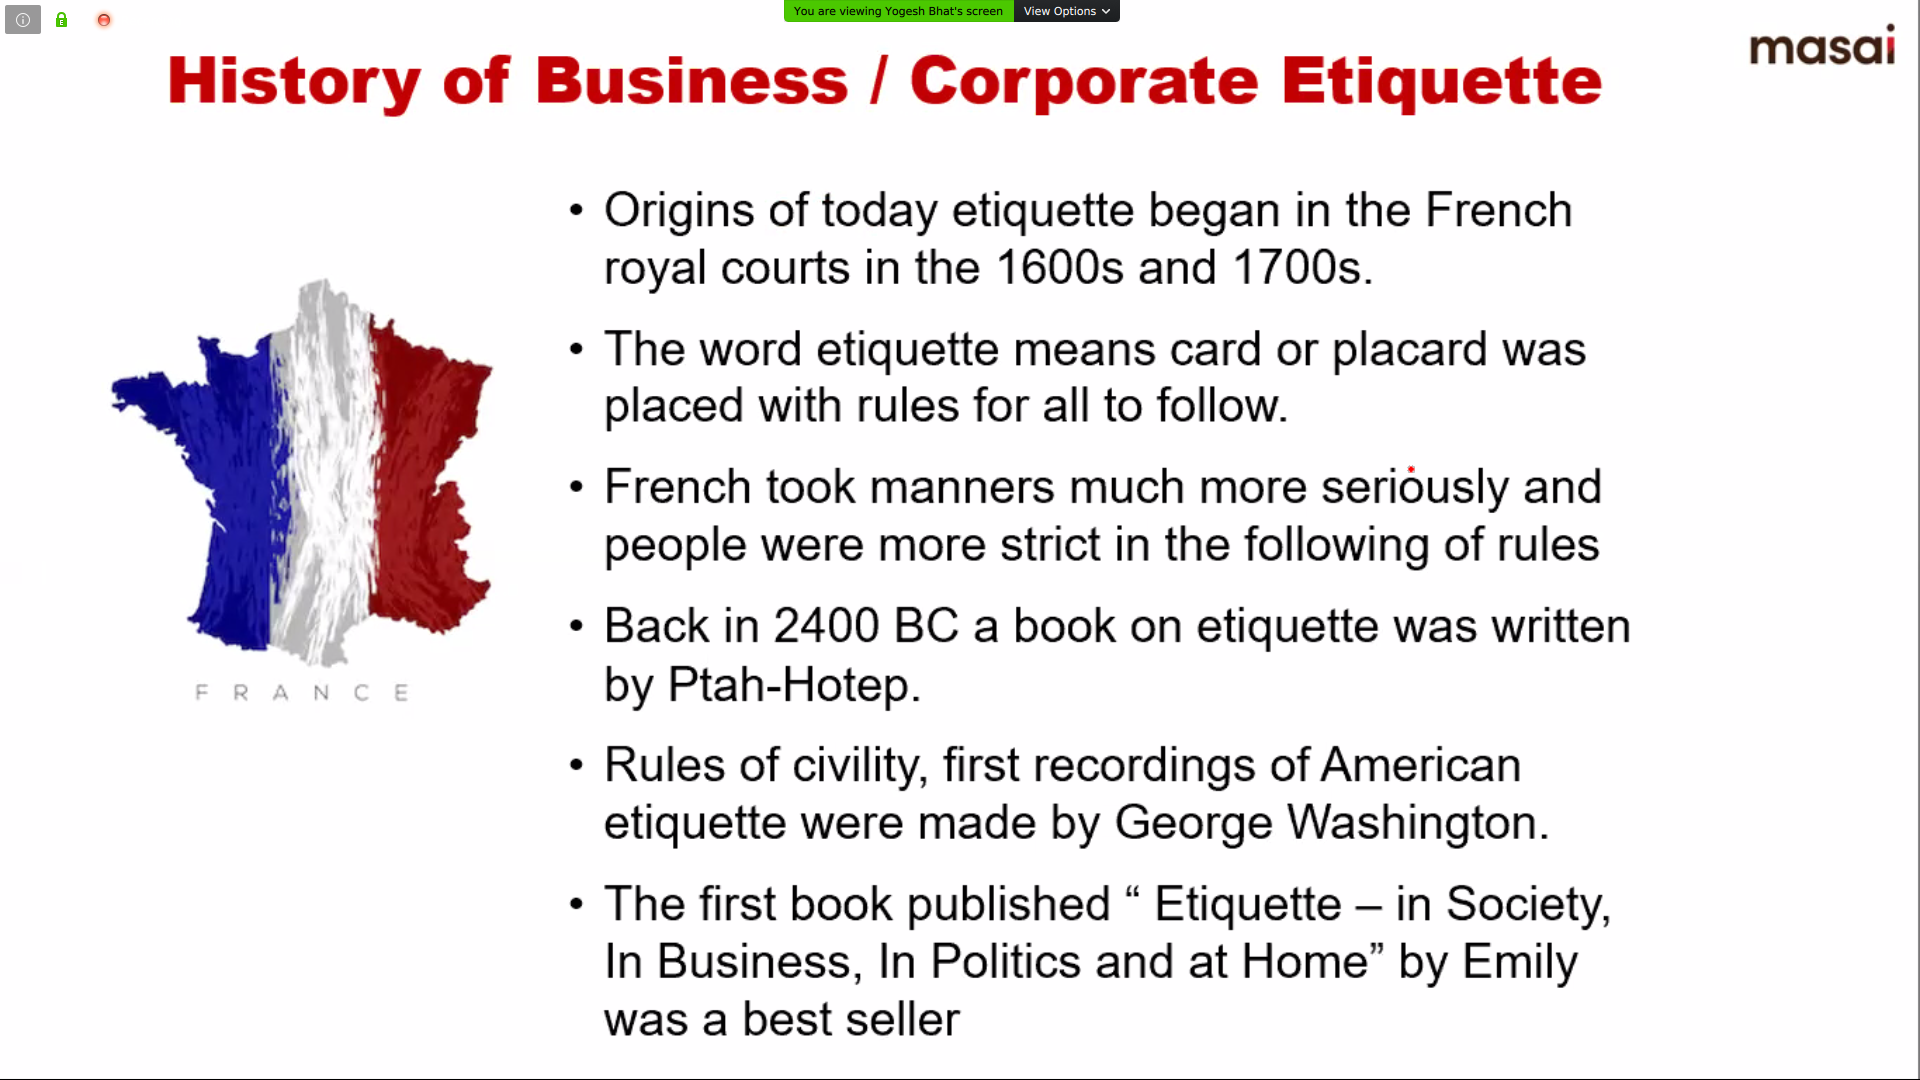 You are viewing Yogesh Bhat's screen
View Options
masai
History of Business / Corporate Etiquette
• Origins of today etiquette began in the French
royal courts in the 1600s and 1700s.
• The word etiquette means card or placard was
placed with rules for all to follow.
• French took manners much more seriously and
people were more strict in the following of rules
• Back in 2400 BC a book on etiquette was written
by Ptah-Hotep.
• Rules of civility, first recordings of American
etiquette were made by George Washington.
• The first book published “ Etiquette – in Society,
In Business, In Politics and at Home” by Emily
was a best seller
FRANCE